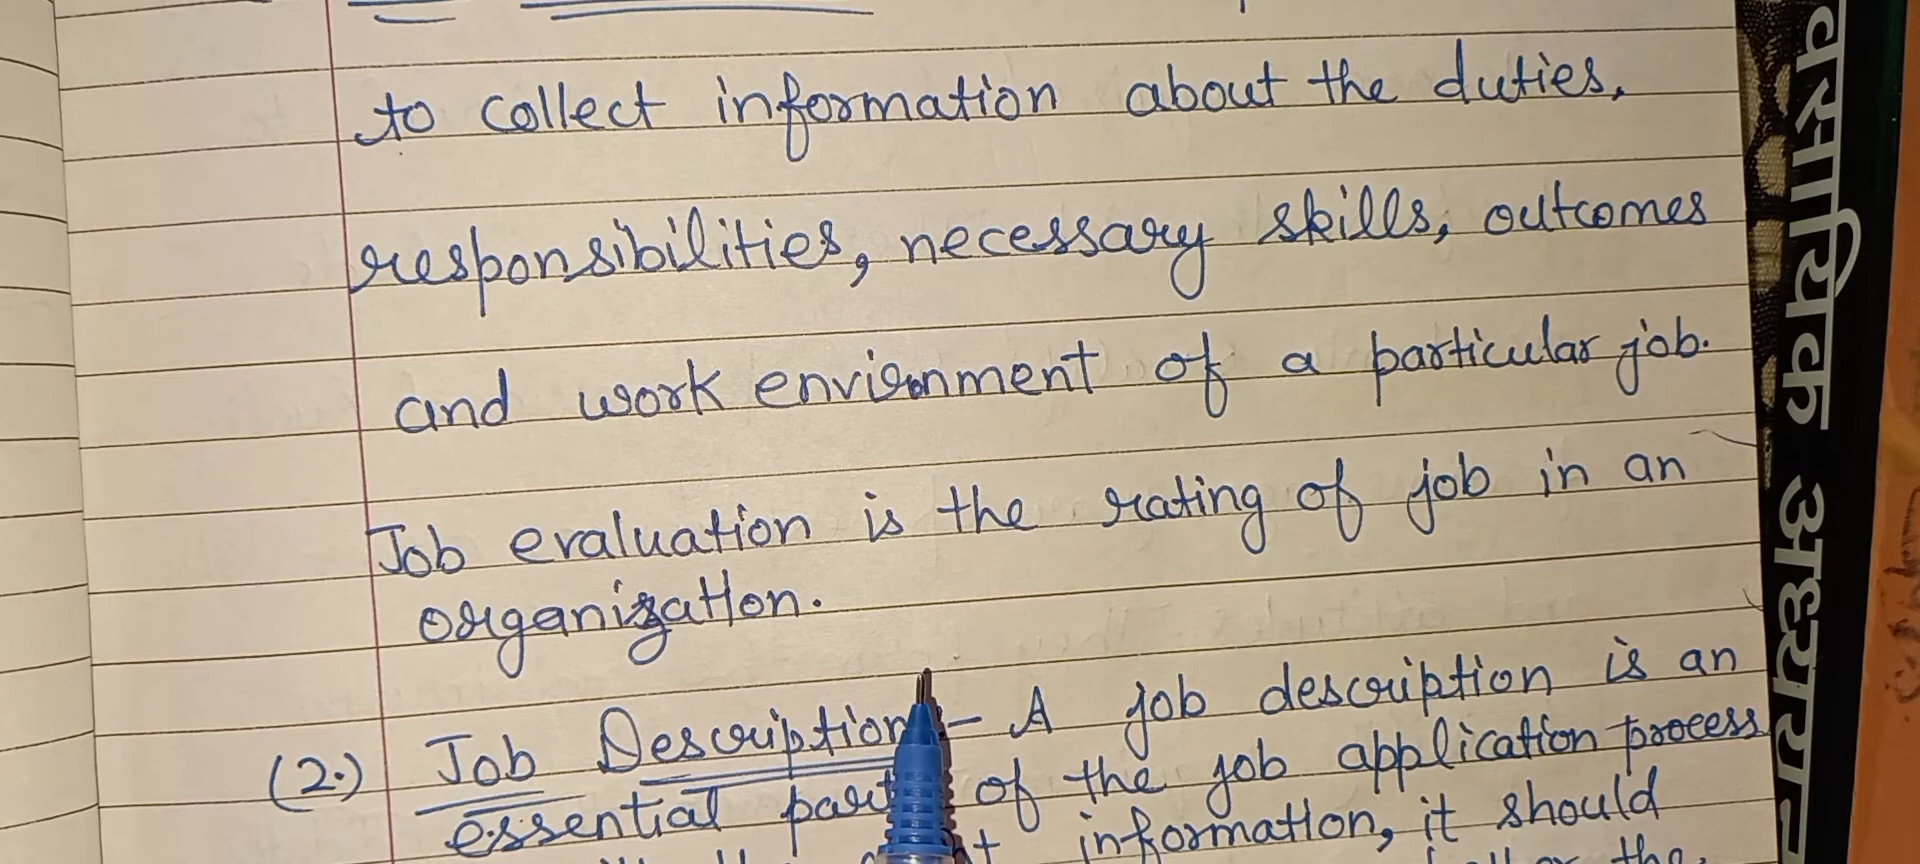 to collect information about the duties,
responsibilities, necessary skills, outcomes
and work envionment of a particular job.
Job evaluation is the rating of job in an
organization.
(2.) Job Description - A job description is an
essential part of the job application process
information, it should
the